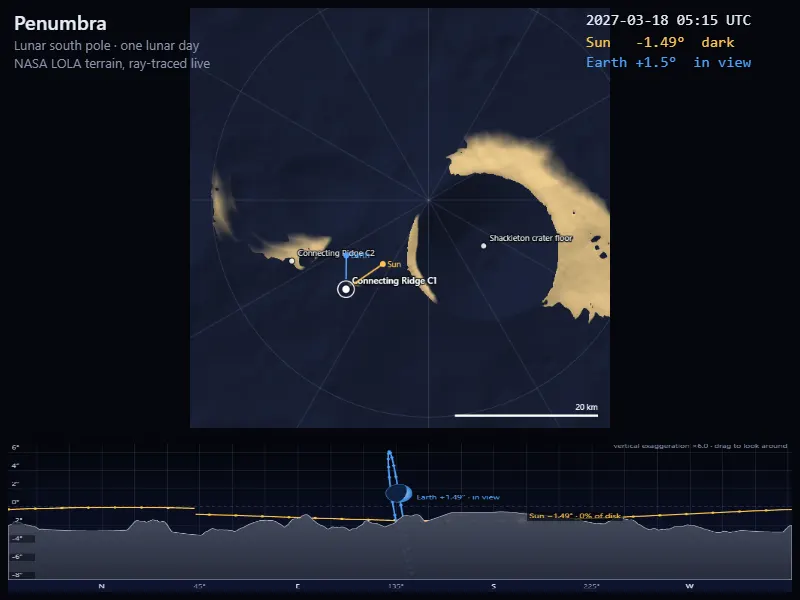 Penumbra
Lunar south pole · one lunar day
NASA LOLA terrain, ray-traced live
2027-03-18 05:15 UTC
Sun -1.49° dark
Earth +1.5° in view
Shackleton crater floor
Connecting Ridge C2
Sun
Connecting Ridge C1
20 km
vertical exaggeration ×6.0 · drag to look around
6°
4°
2°
0°
-2°
-4°
-6°
-8°
Earth +1.49° · in view
Sun −1.49° · 0% of disk
N
45°
E
135°
S
225°
W